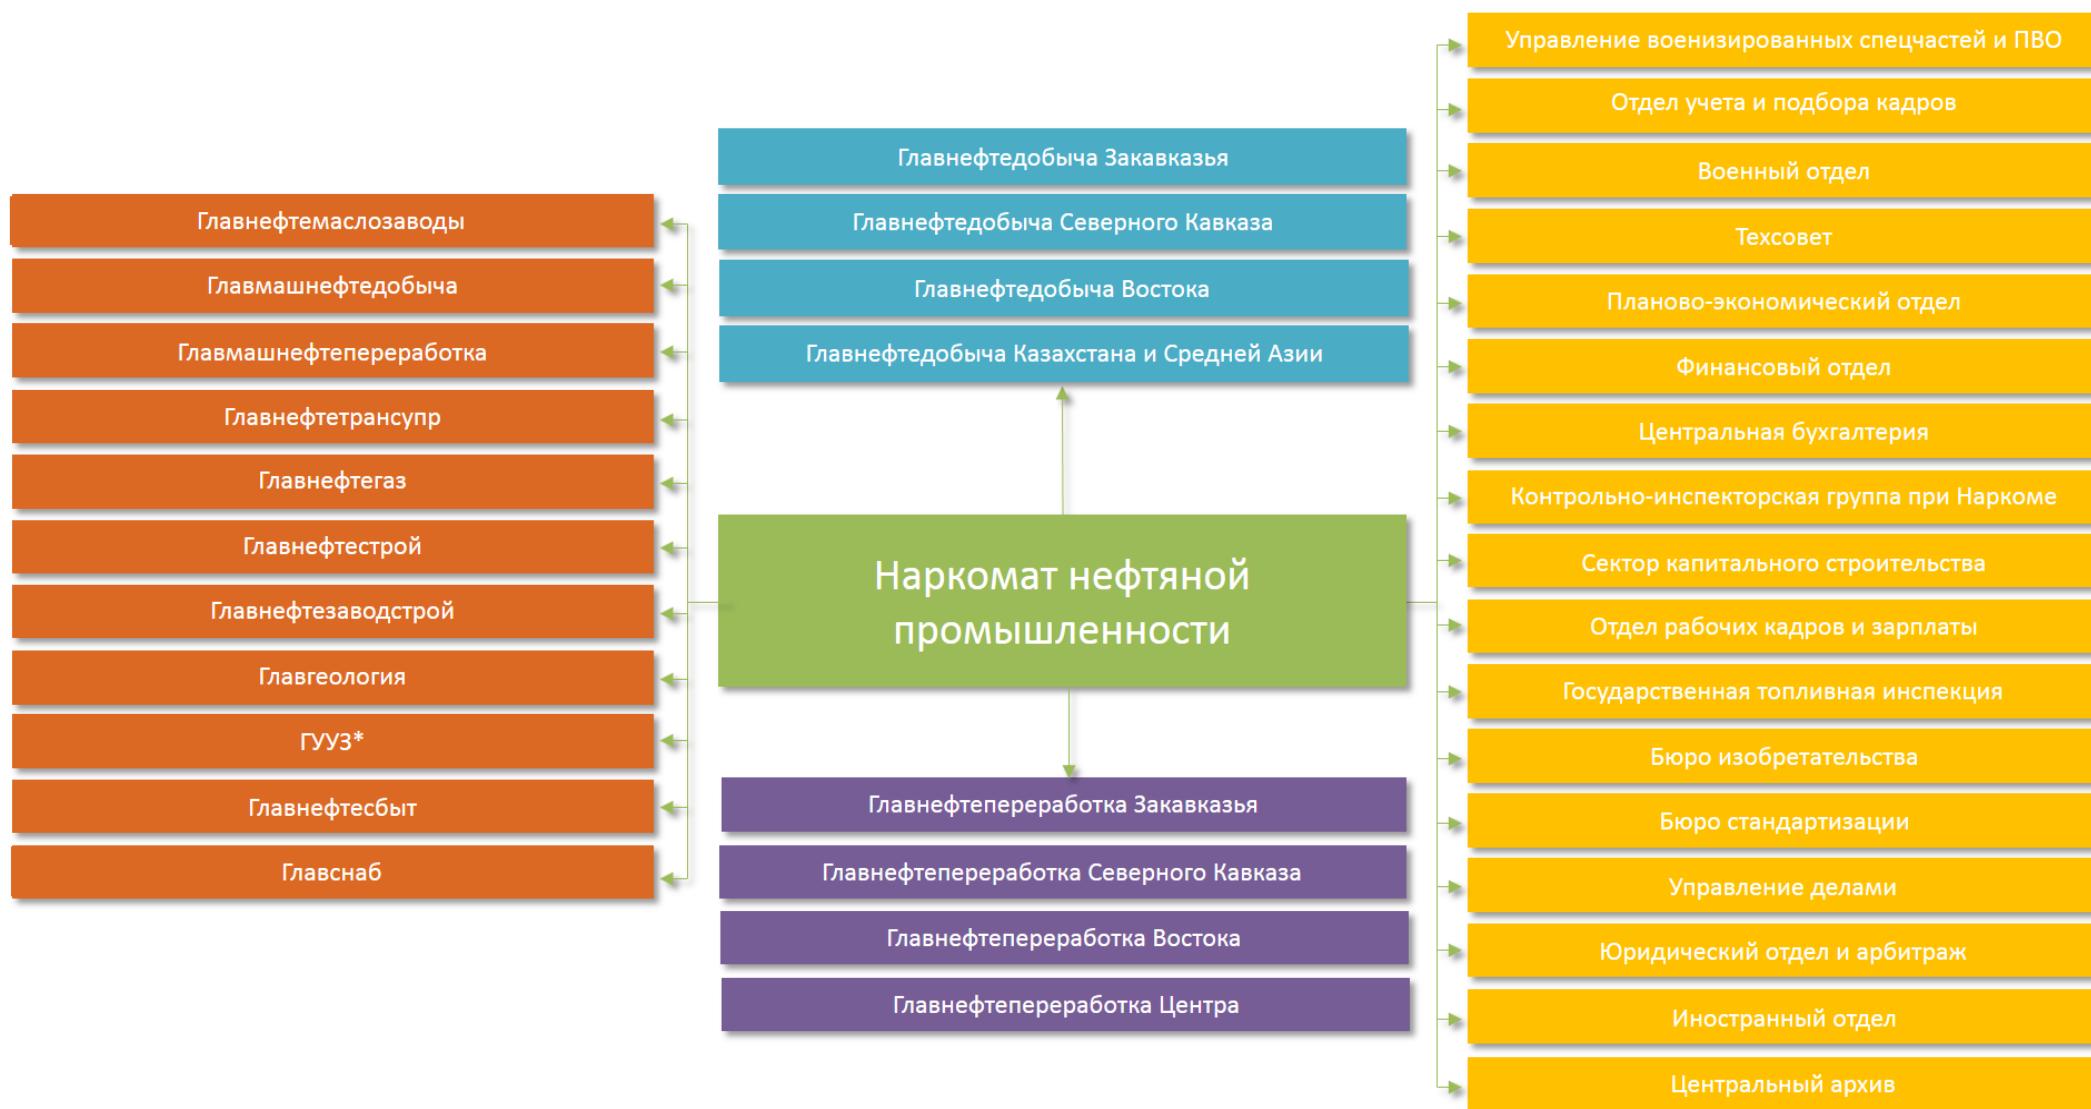 Главнефтемаслозаводы
Главмашнефтедобыча
Главмашнефтепереработка
Главнефтетрансупр
Главнефтегаз
Главнефтестрой
Главнефтезаводстрой
Главгеология
ГУУЗ*
Главнефтесбыт
Главснаб
Главнефтедобыча Закавказья
Главнефтедобыча Северного Кавказа
Главнефтедобыча Востока
Главнефтедобыча Казахстана и Средней Азии
Наркомат нефтяной
промышленности
Главнефтепереработка Закавказья
Главнефтепереработка Северного Кавказа
Главнефтепереработка Востока
Главнефтепереработка Центра
Управление военизированных спецчастей и ПВО
Отдел учета и подбора кадров
Военный отдел
Техсовет
Планово-экономический отдел
Финансовый отдел
Центральная бухгалтерия
Контрольно-инспекторская группа при Наркоме
Сектор капитального строительства
Отдел рабочих кадров и зарплаты
Государственная топливная инспекция
Бюро изобретательства
Бюро стандартизации
Управление делами
Юридический отдел и арбитраж
Иностранный отдел
Центральный архив